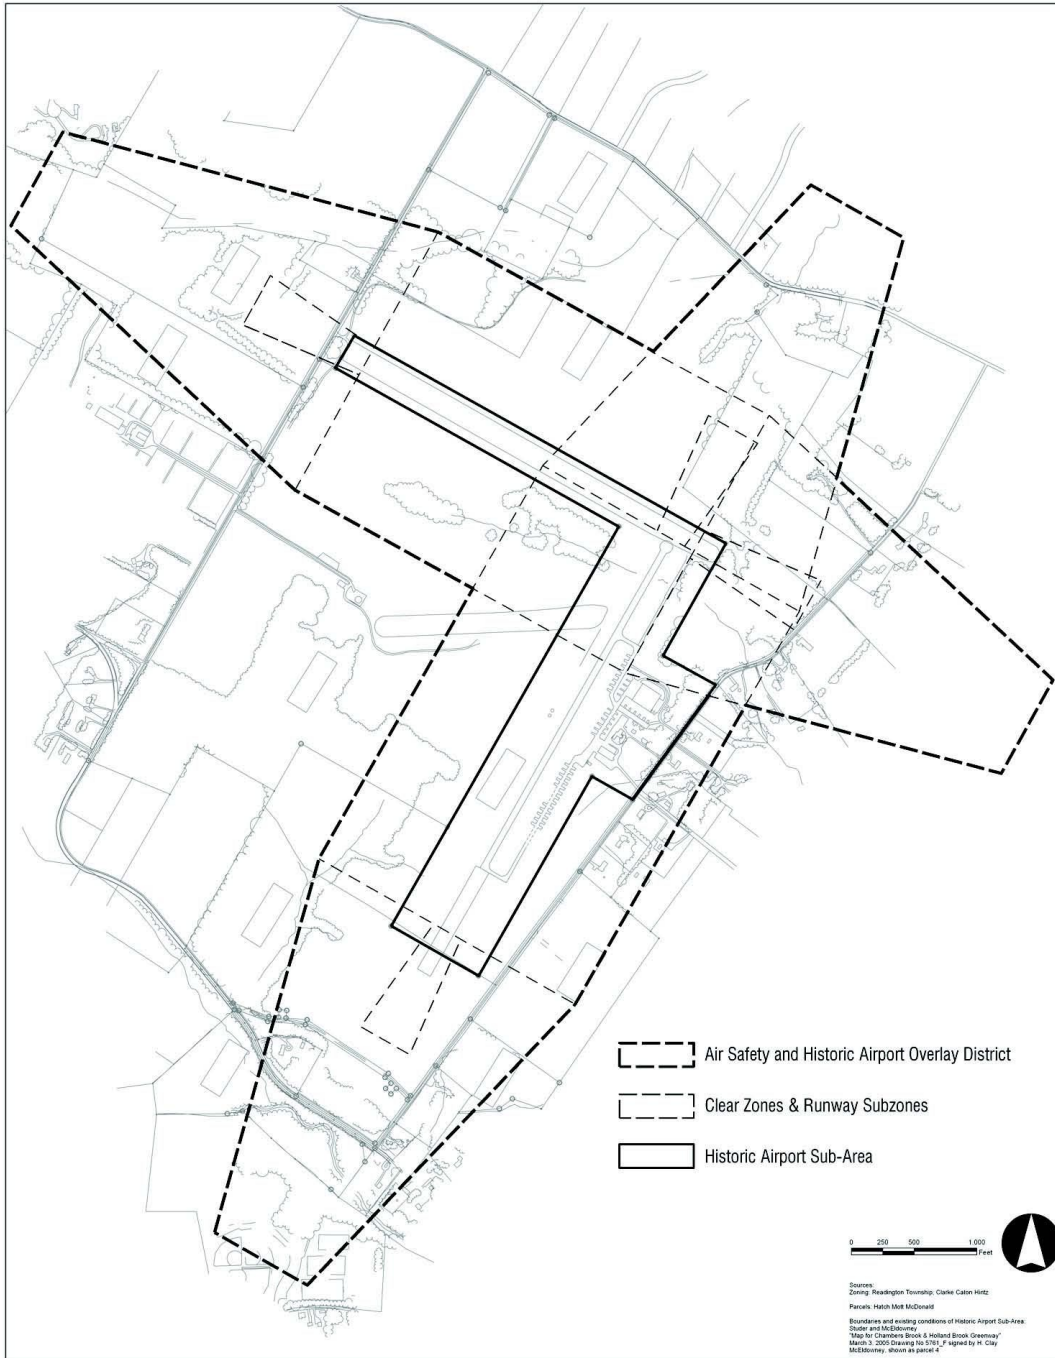 Air Safety and Historic Airport Overlay District
Clear Zones & Runway Subzones
Historic Airport Sub-Area
0 250 500 1,000
Feet
Sources:
Zoning: Readington Township, Clarke Caton Hintz
Parcels: Hatch Mott McDonald
Boundaries and existing conditions of Historic Airport Sub-Area:
Studer and McEldowney
"Map for Chambers Brook & Holland Brook Greenway"
March 3, 2005 Drawing No 5761_F signed by H. Clay
McEldowney, shown as parcel 4